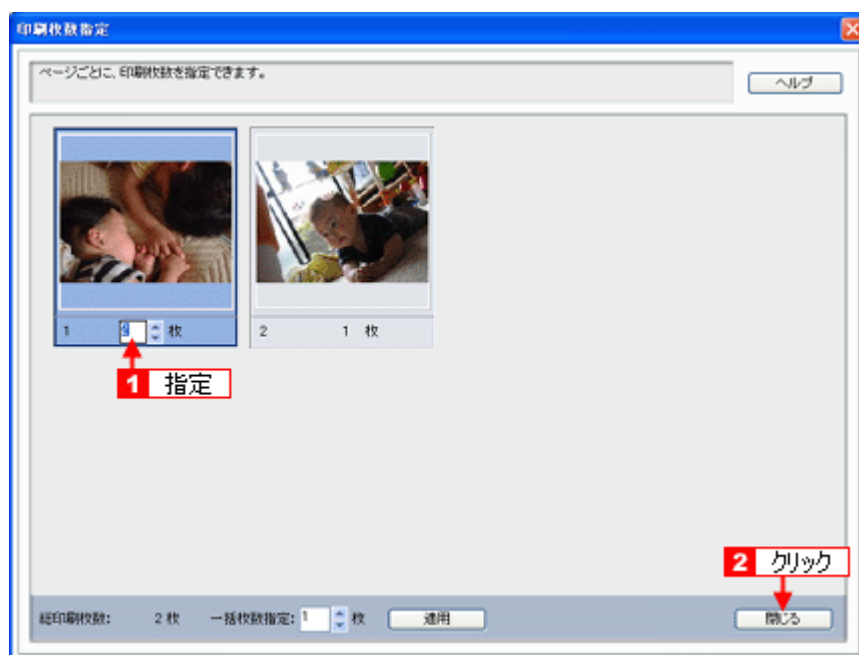 印刷枚数指定
ページごとに、印刷枚数を指定できます。
ヘルプ
1 枚
2 1 枚
1 指定
2 クリック
総印刷枚数: 2 枚 一括枚数指定: 1 枚 適用 閉じる